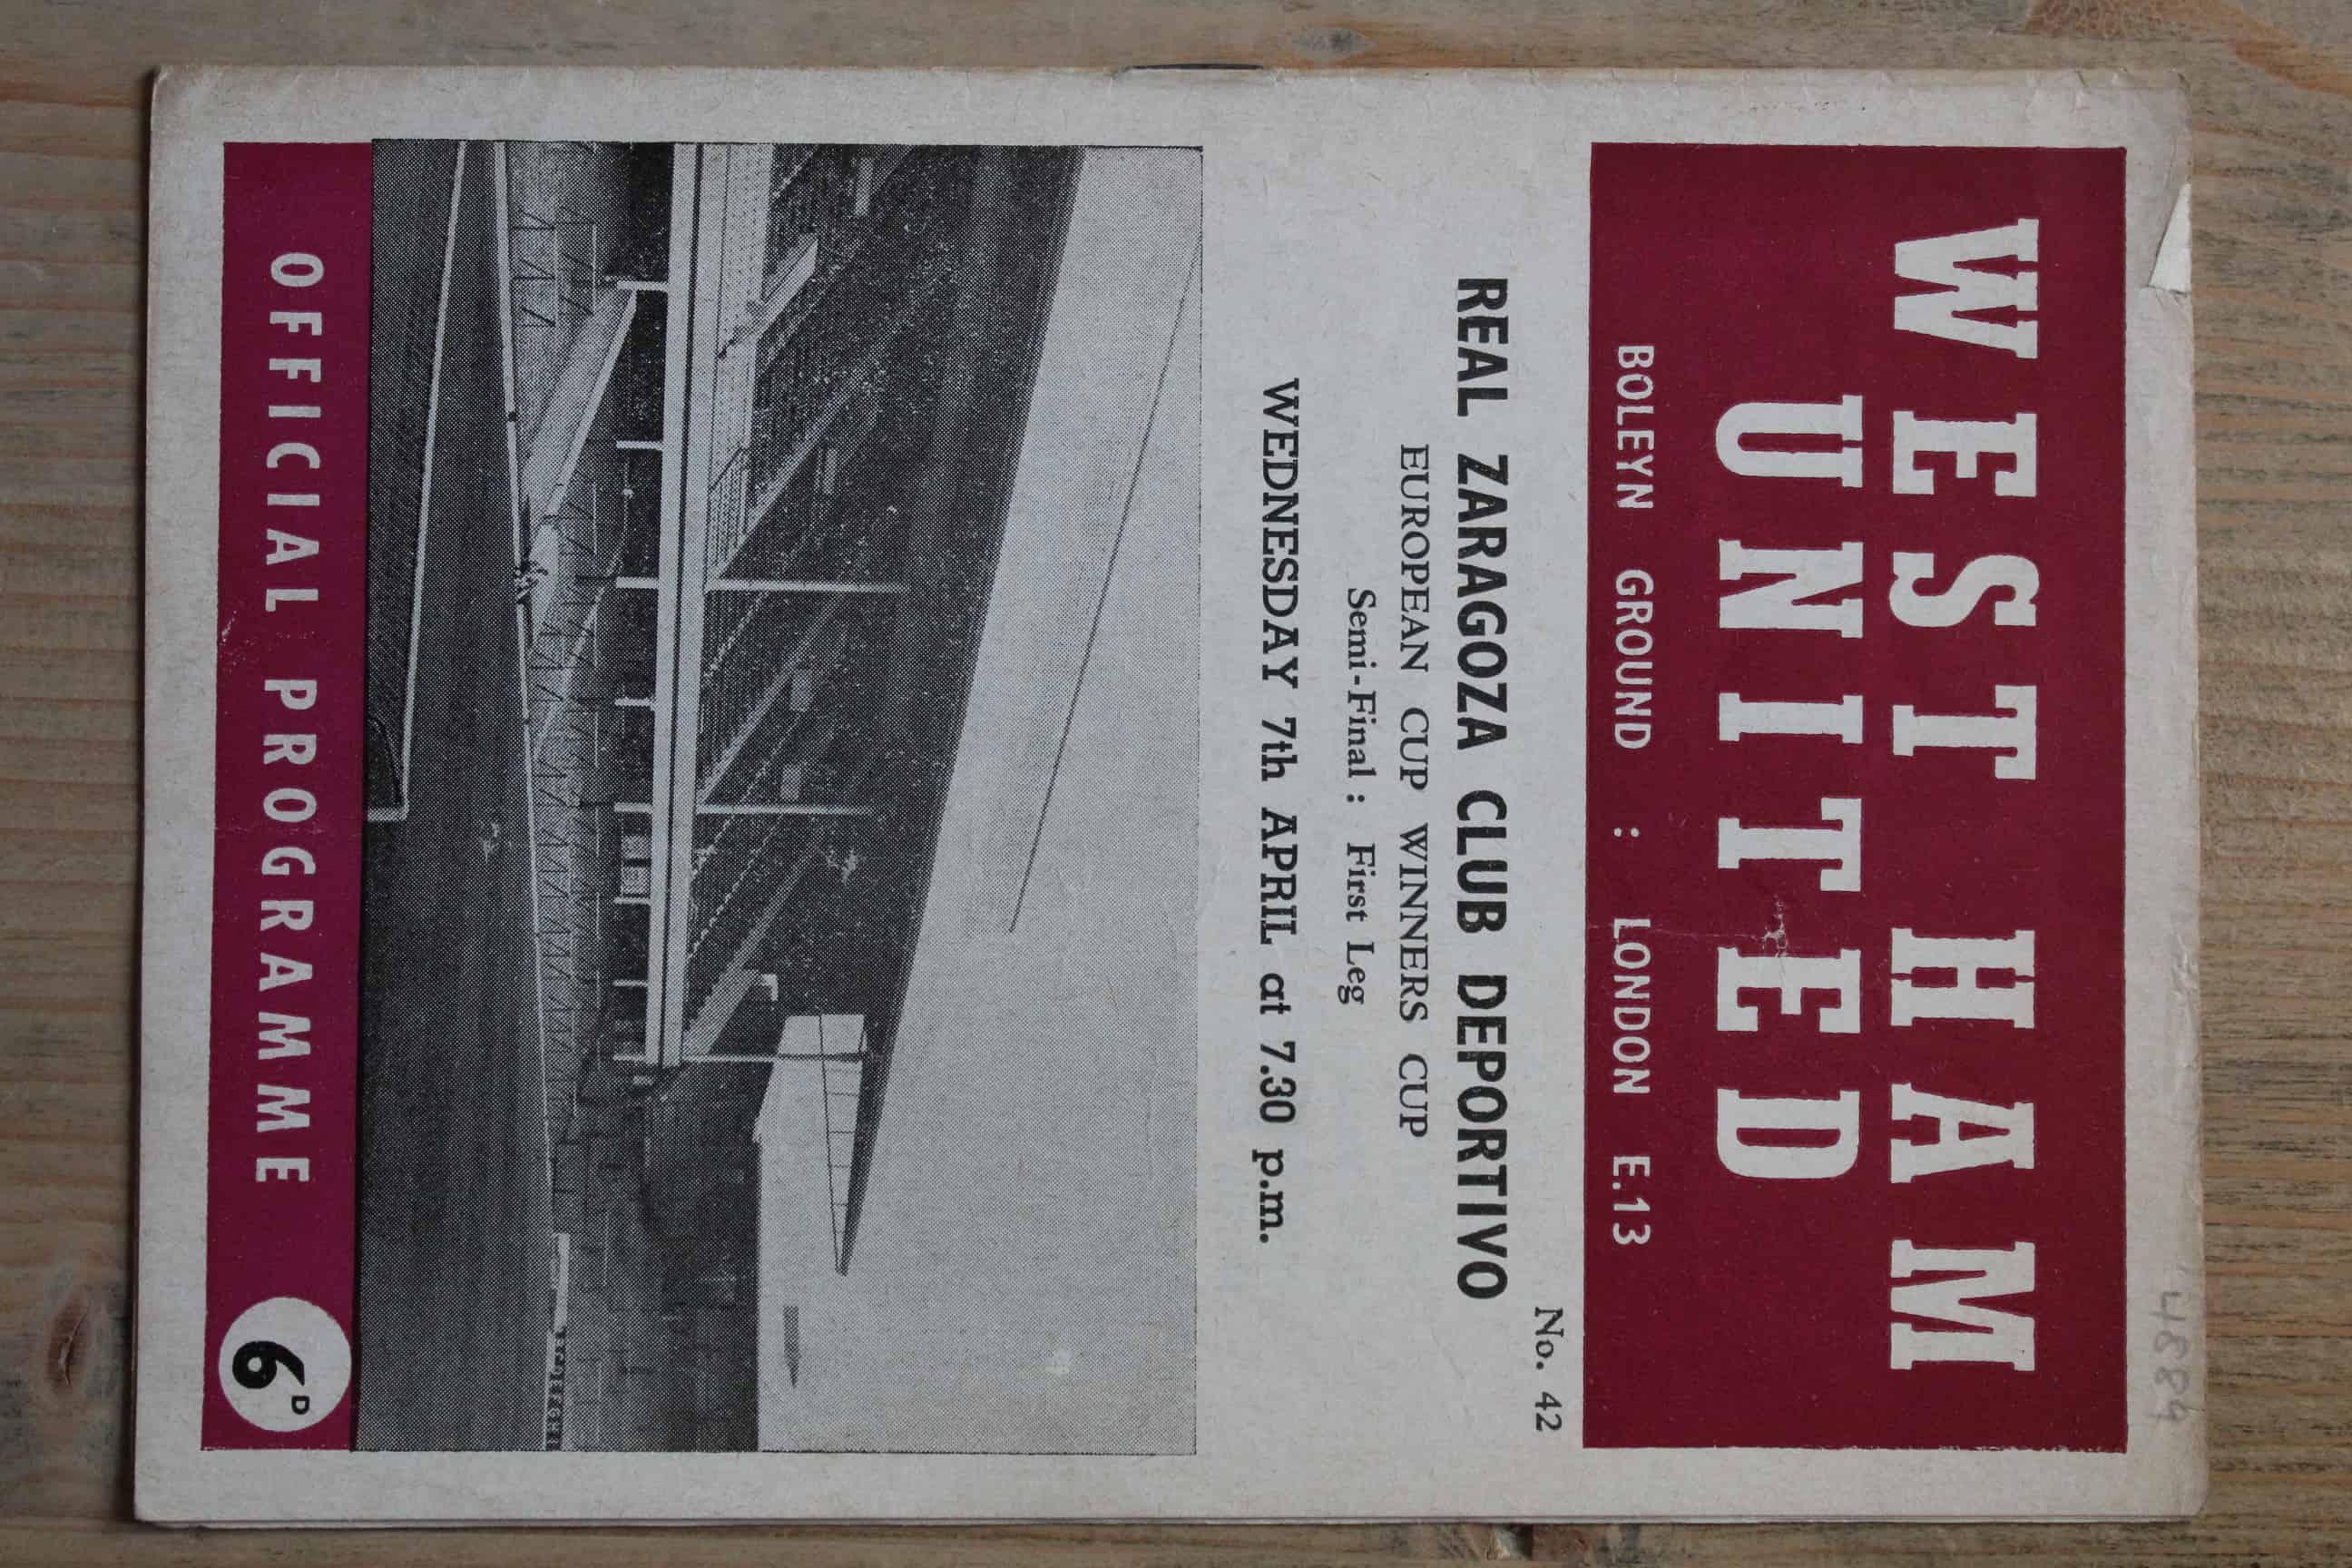 4889
WEST HAM
UNITED
BOLEYN GROUND : LONDON E.13
No. 42
REAL ZARAGOZA CLUB DEPORTIVO
EUROPEAN CUP WINNERS CUP
Semi-Final : First Leg
WEDNESDAY 7th APRIL at 7.30 p.m.
OFFICIAL PROGRAMME
6D